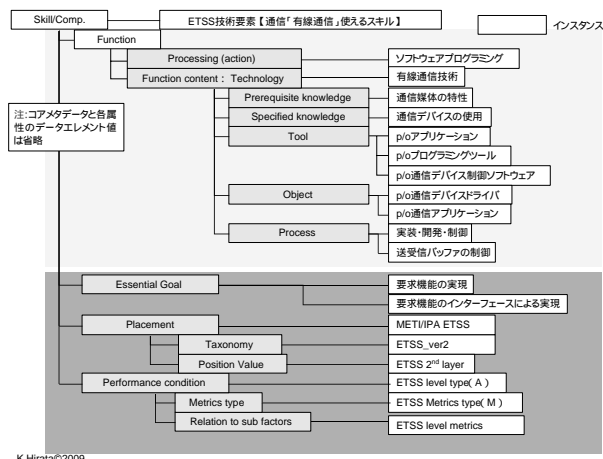 Skill/Comp.
ETSS技術要素【 通信「 有線通信 」使えるスキル 】
インスタンス
Function
Processing (action)
ソフトウェアプログラミング
Function content : Technology
有線通信技術
Prerequisite knowledge
通信媒体の特性
注:コアメタデータと各属
性のデータエレメント値
は省略
Specified knowledge
通信デバイスの使用
Tool
p/oアプリケーション
p/oプログラミングツール
p/o通信デバイス制御ソフトウェア
Object
p/o通信デバイスドライバ
p/o通信アプリケーション
Process
実装・開発・制御
送受信バッファの制御
Essential Goal
要求機能の実現
要求機能のインターフェースによる実現
Placement
METI/IPA ETSS
Taxonomy
ETSS_ver2
Position Value
ETSS 2nd layer
Performance condition
ETSS level type( A )
Metrics type
ETSS Metrics type( M )
Relation to sub factors
ETSS level metrics
K.Hirata©2009